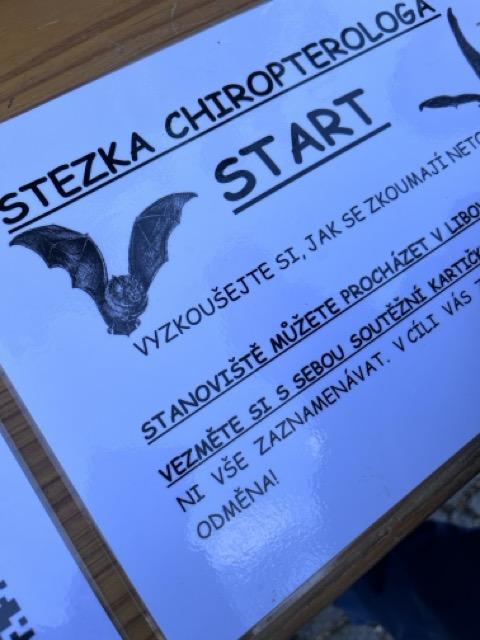 STEZKA CHIROPTEROLOGA
START
VYZKOUŠEJTE SI, JAK SE ZKOUMAJÍ
STANOVIŠTĚ MŮŽETE PROCHÁZET V
VEZMĚTE SI S SEBOU SOUTĚŽNÍ
NI VŠE ZAZNAMENÁVAT. V CÍLI VÁS
ODMĚNA!